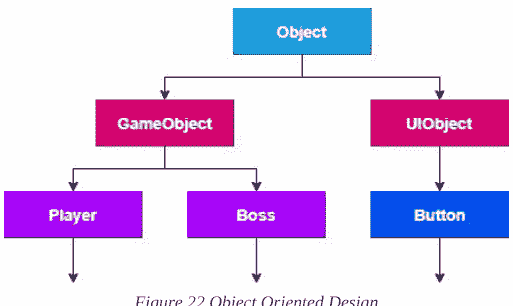 Object
GameObject
UIObject
Player
Boss
Button
Figure 22 Object Oriented Design